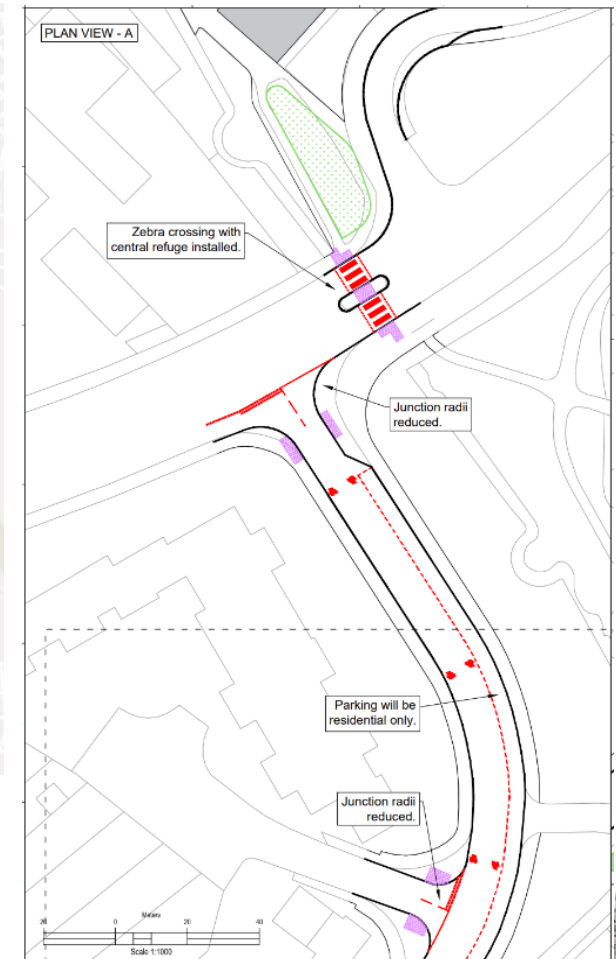 PLAN VIEW - A
Zebra crossing with
central refuge installed.
Junction radii
reduced.
Parking will be
residential only.
Junction radii
reduced.
Meters
20 0 20 40
Scale 1:1000